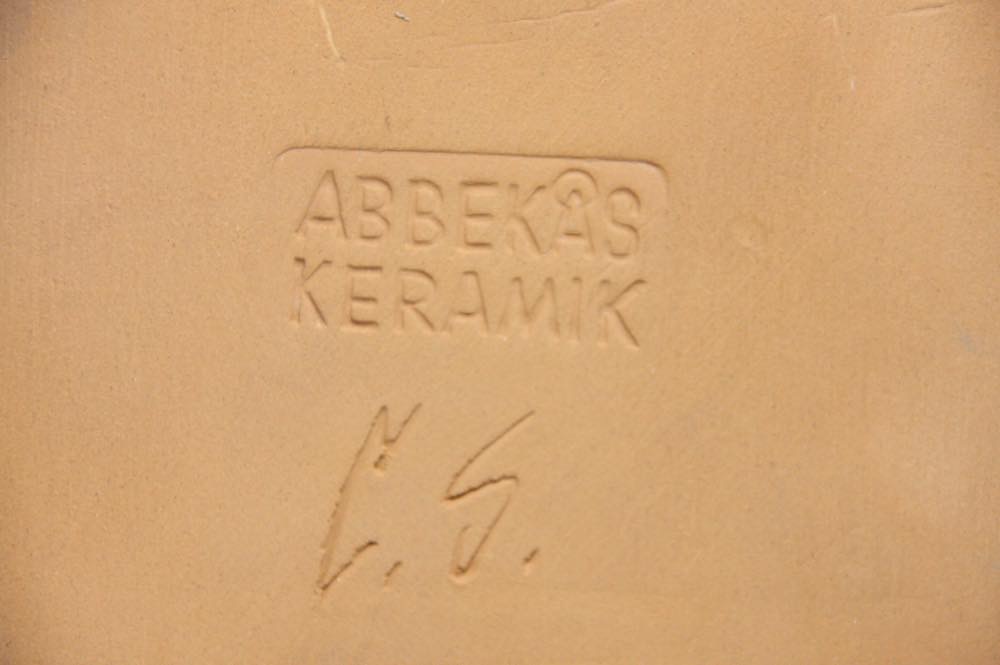 ABBEKÅS
KERAMIK
C. S.